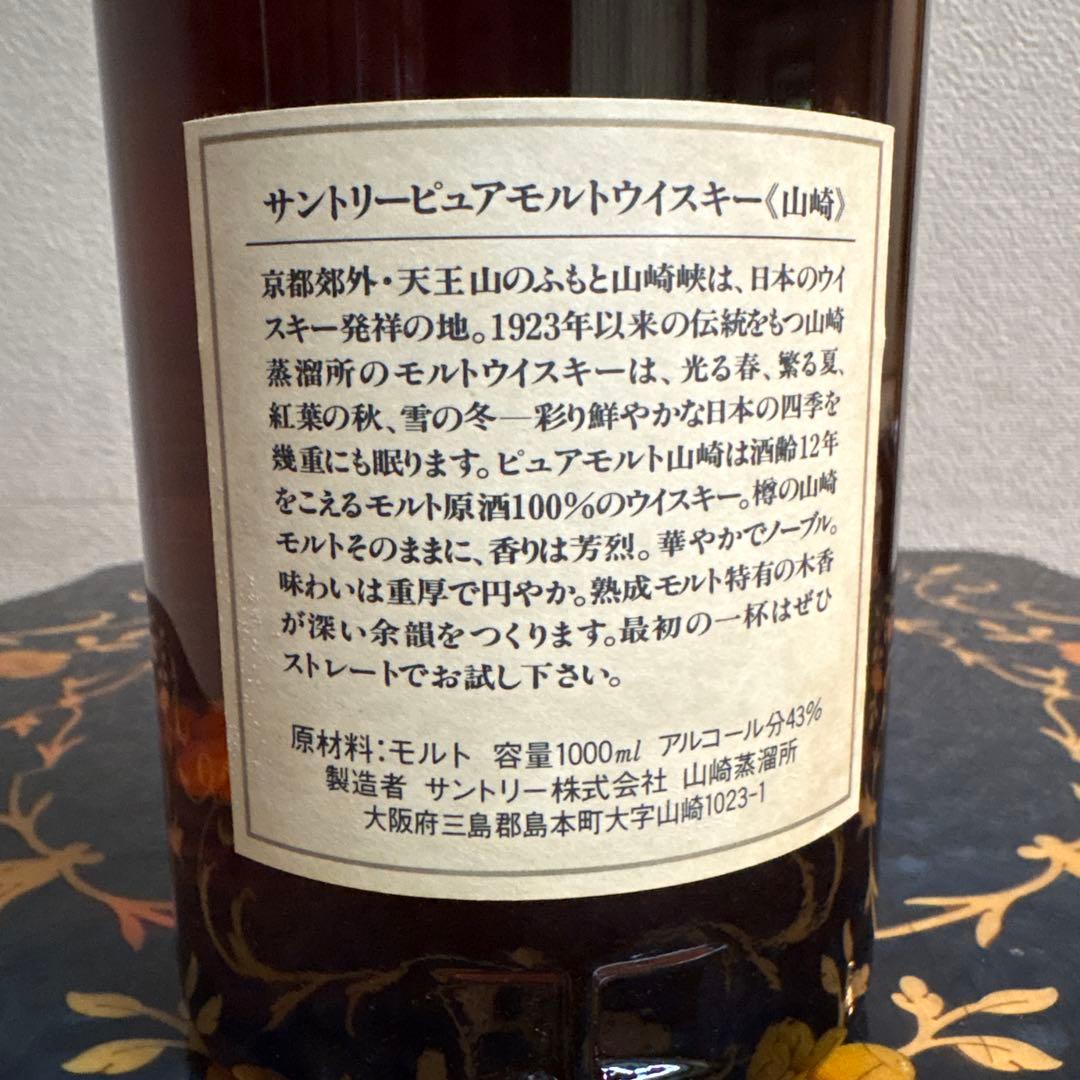 サントリーピュアモルトウイスキー《山崎》
京都郊外・天王山のふもと山崎峡は、日本のウイ
スキー発祥の地。1923年以来の伝統をもつ山崎
蒸溜所のモルトウイスキーは、光る春、繁る夏、
紅葉の秋、雪の冬―彩り鮮やかな日本の四季を
幾重にも眠ります。ピュアモルト山崎は酒齢12年
をこえるモルト原酒100%のウイスキー。樽の山崎
モルトそのままに、香りは芳烈。華やかでノーブル。
味わいは重厚で円やか。熟成モルト特有の木香
が深い余韻をつくります。最初の一杯はぜひ
ストレートでお試し下さい。
原材料:モルト 容量1000ml アルコール分43%
製造者 サントリー株式会社 山崎蒸溜所
大阪府三島郡島本町大字山崎1023-1